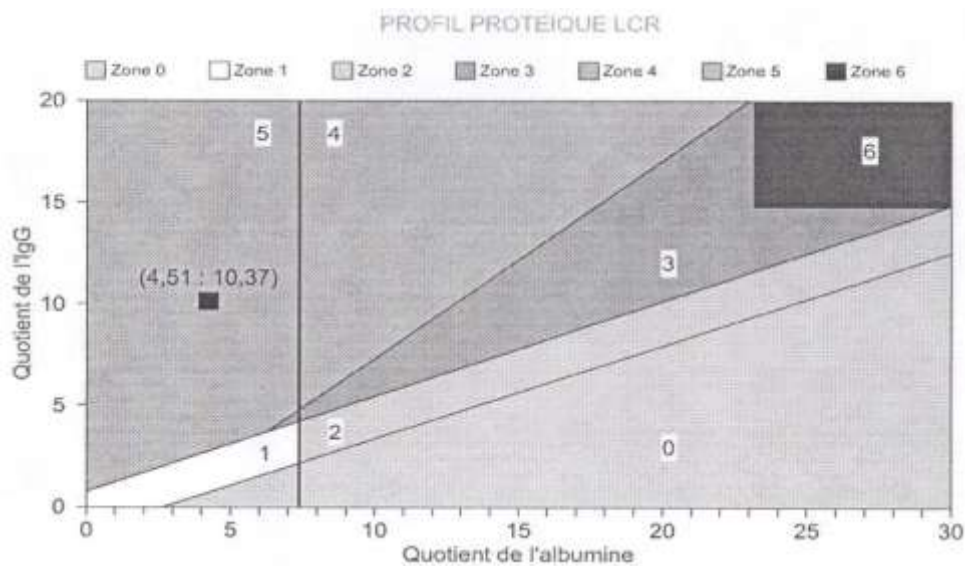 PROFIL PROTEÏQUE LCR
Zone 0 Zone 1 Zone 2 Zone 3 Zone 4 Zone 5 Zone 6
20
15
10
5
0
Quotient de l'IgG
5 4
6
3
(4,51 : 10,37)
2
1
0
0 5 10 15 20 25 30
Quotient de l'albumine